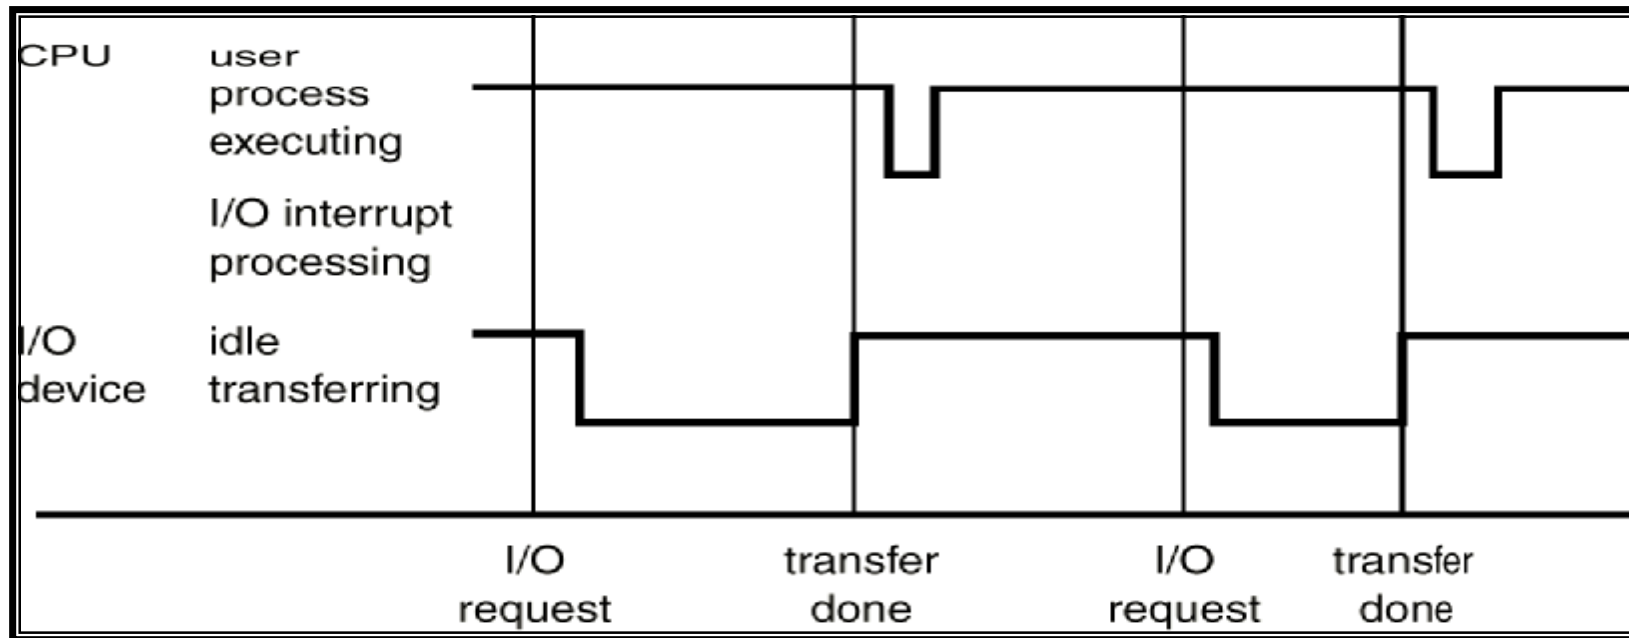 CPU user
process
executing
I/O interrupt
processing
I/O idle
device transferring
I/O transfer I/O transfer
request done request done